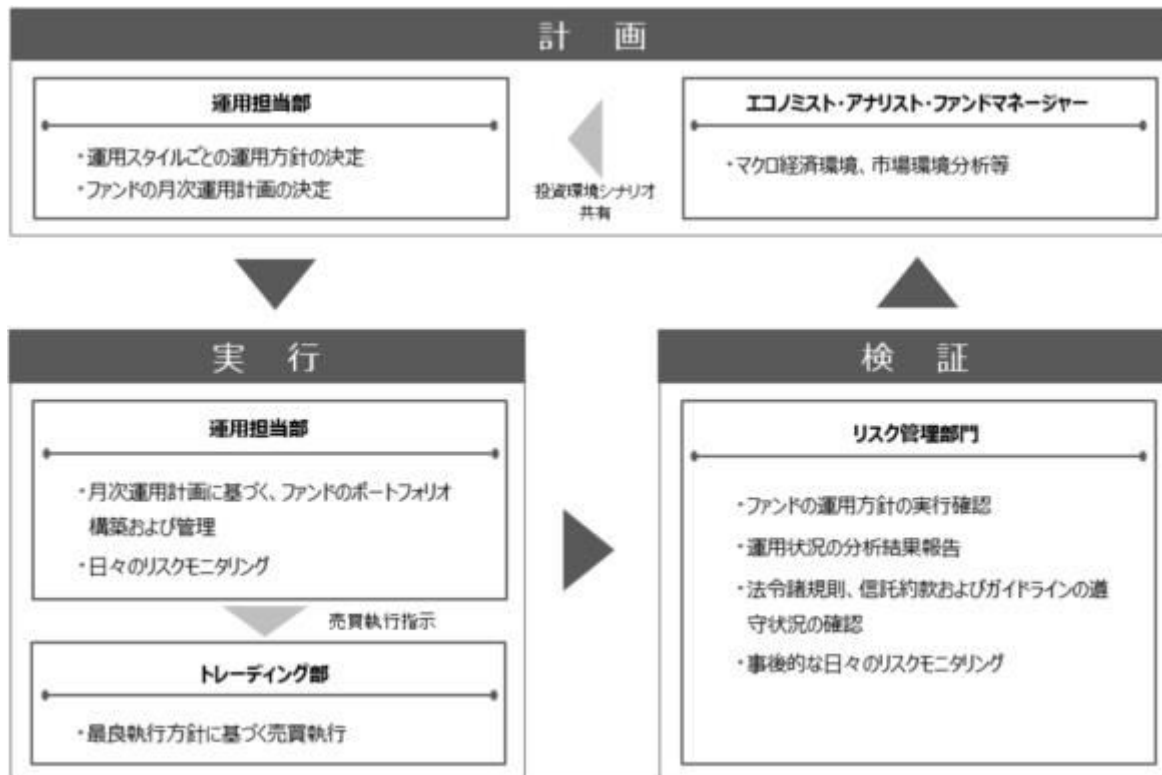 計 画
運用担当部
・運用スタイルごとの運用方針の決定
・ファンドの月次運用計画の決定
投資環境シナリオ
共有
エコノミスト・アナリスト・ファンドマネージャー
・マクロ経済環境、市場環境分析等
実 行
運用担当部
・月次運用計画に基づく、ファンドのポートフォリオ
構築および管理
・日々のリスクモニタリング
売買執行指示
トレーディング部
・最良執行方針に基づく売買執行
検 証
リスク管理部門
・ファンドの運用方針の実行確認
・運用状況の分析結果報告
・法令諸規則、信託約款およびガイドラインの遵
守状況の確認
・事後的な日々のリスクモニタリング